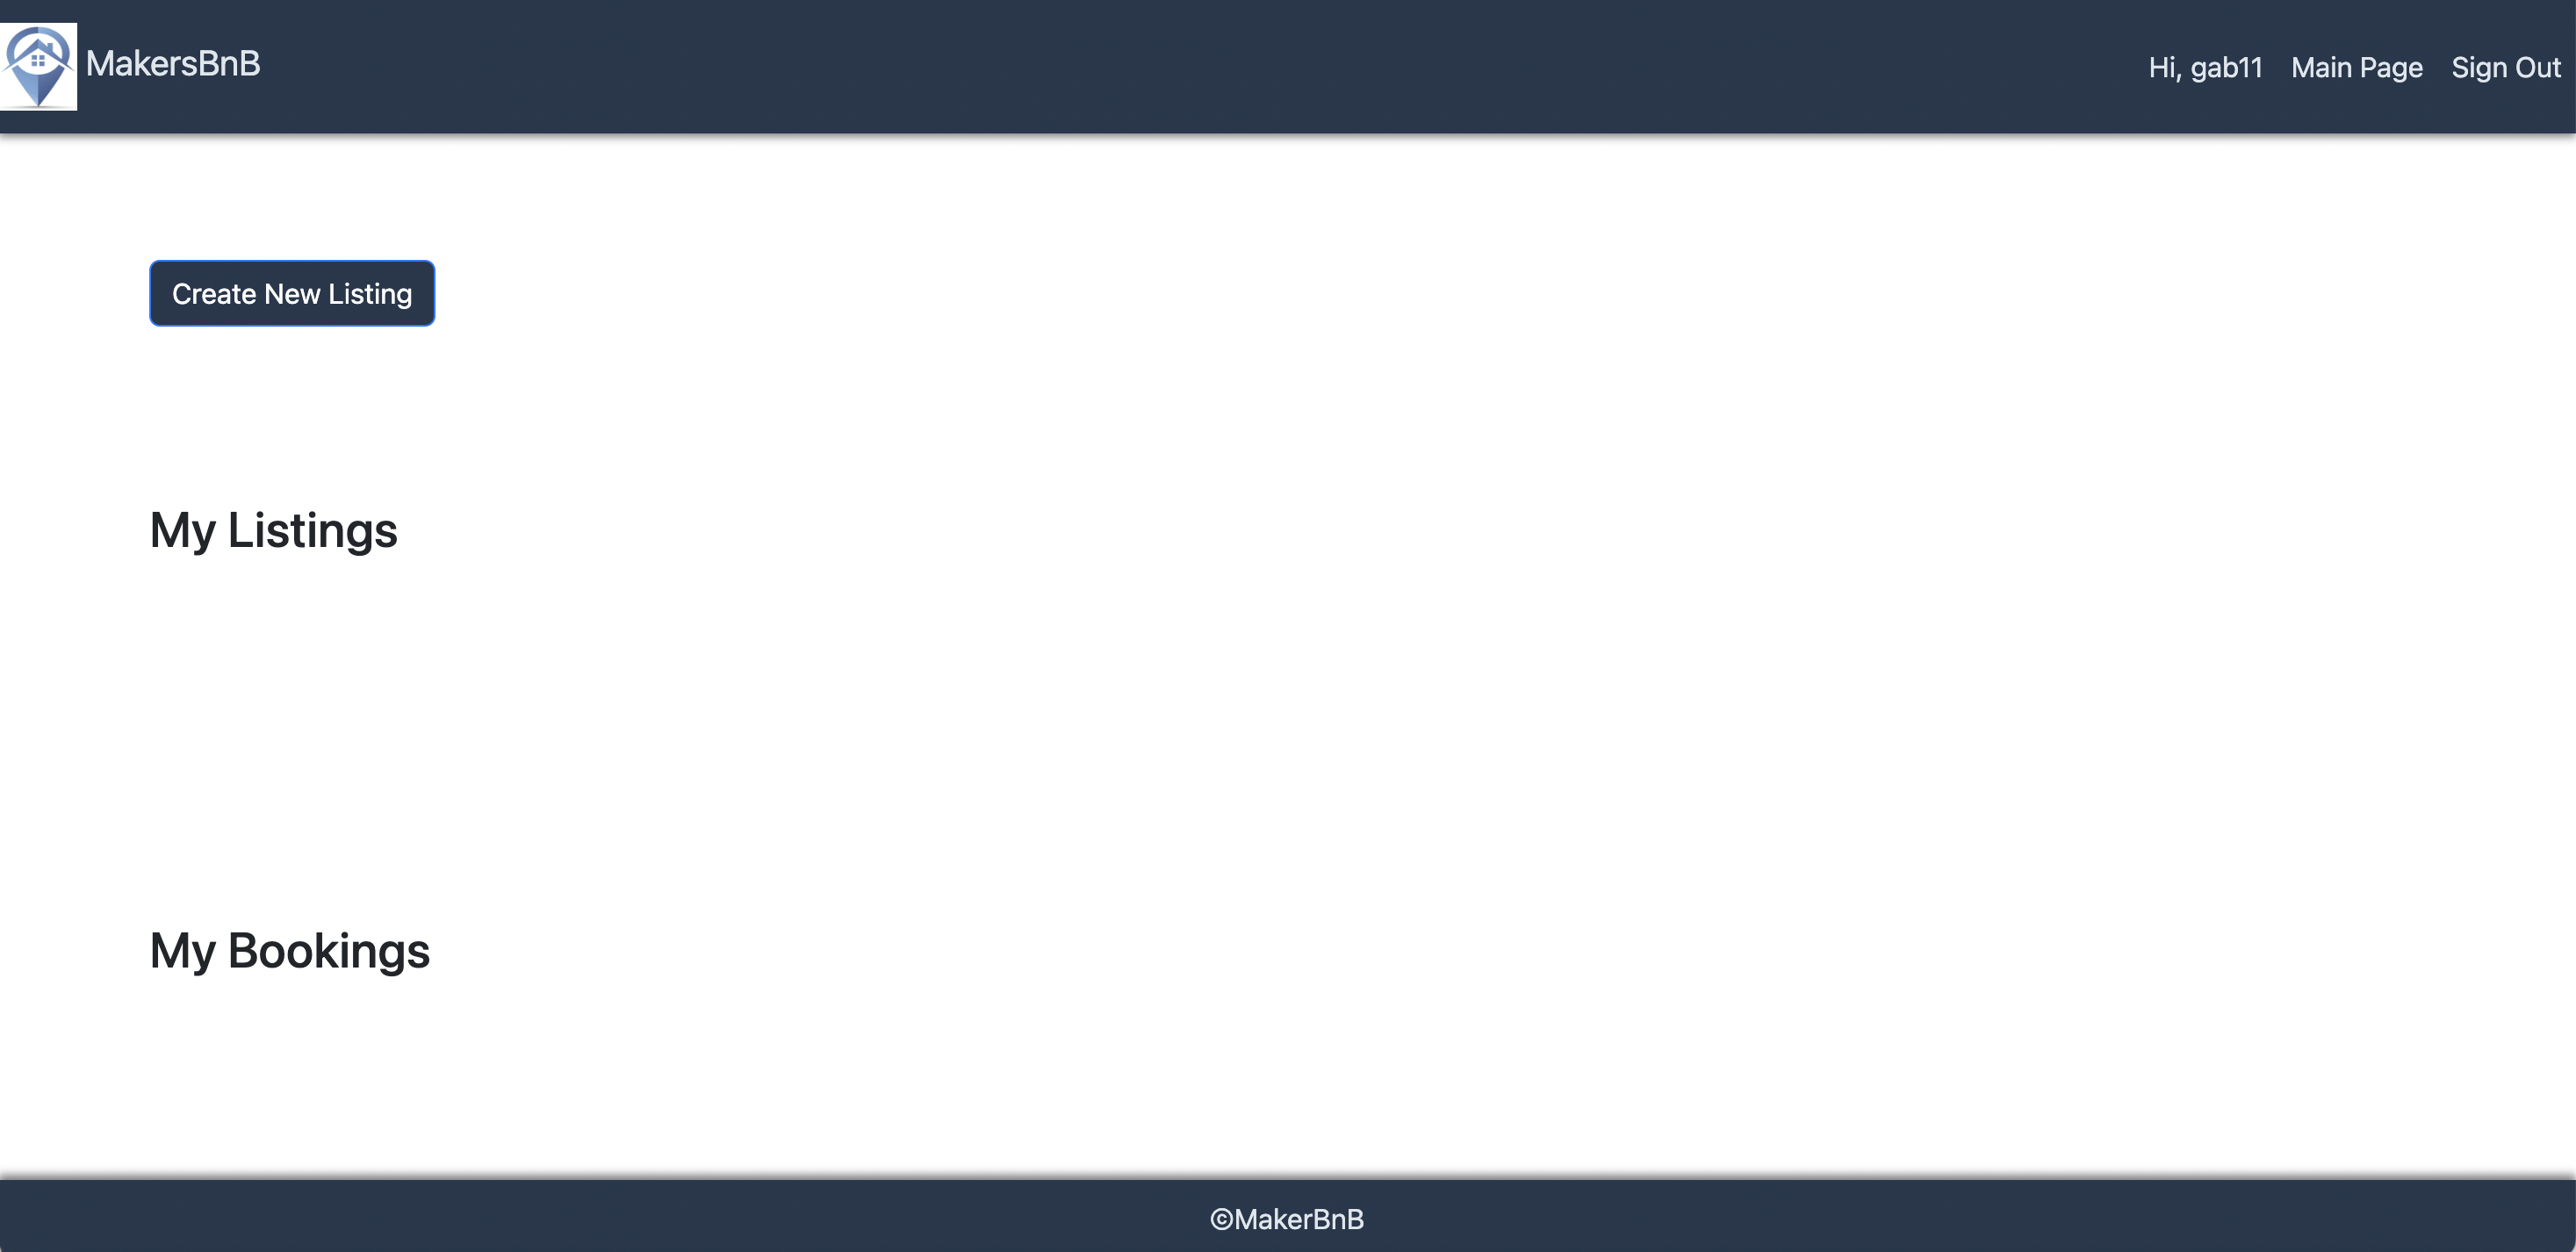 MakersBnB
Hi, gab11 Main Page Sign Out
Create New Listing
My Listings
My Bookings
©MakerBnB